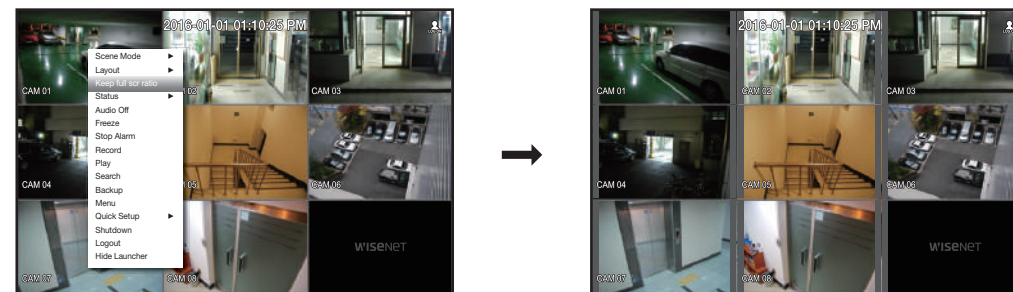 2016-01-01 01:10:25 PM
Scene Mode
Layout
Keep full scr ratio
Status
Audio Off
Freeze
Stop Alarm
Record
Play
Search
Backup
Menu
Quick Setup
Shutdown
Logout
Hide Launcher
CAM 01
CAM 03
CAM 04
CAM 06
CAM 07
CAM 08
WISENET
2016-01-01 01:10:25 PM
CAM 01
CAM 02
CAM 03
CAM 04
CAM 05
CAM 06
CAM 07
CAM 08
WISENET